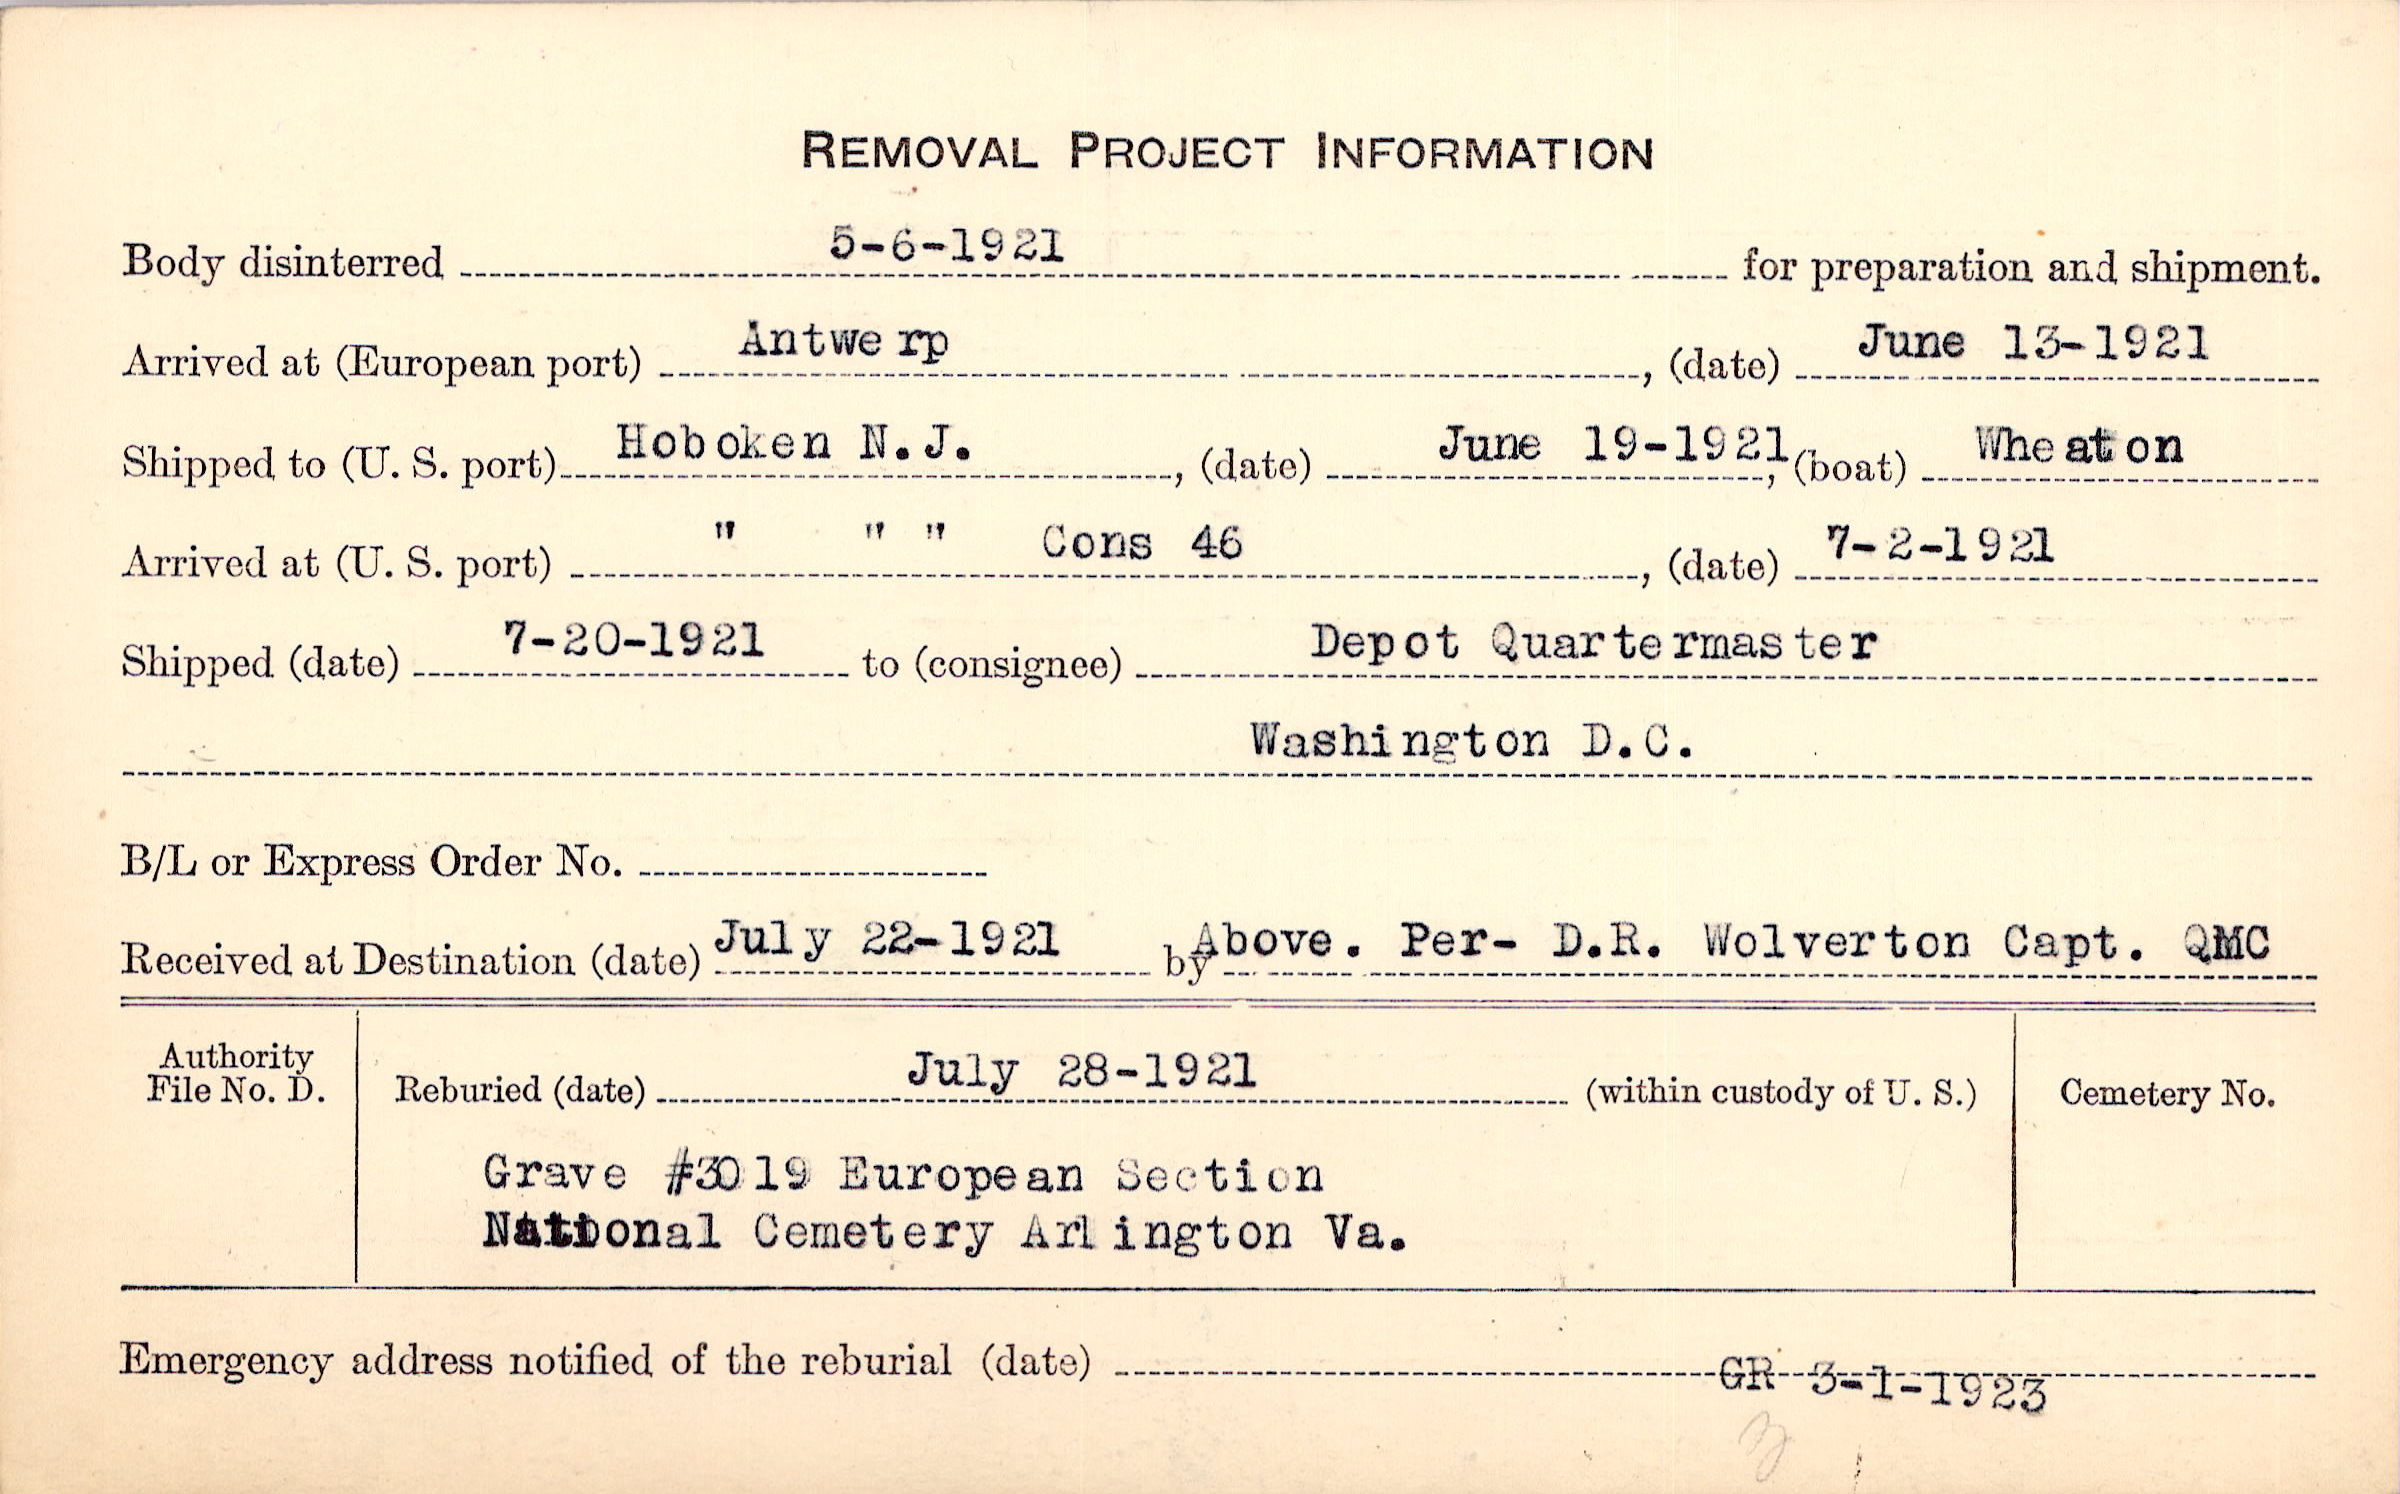 REMOVAL PROJECT INFORMATION
Body disinterred 5-6-1921 for preparation and shipment.
Arrived at (European port) Antwerp, (date) June 13-1921
Shipped to (U. S. port) Hoboken N.J., (date) June 19-1921, (boat) Wheaton
Arrived at (U. S. port) " " " Cons 46, (date) 7-2-1921
Shipped (date) 7-20-1921 to (consignee) Depot Quartermaster
Washington D.C.
B/L or Express Order No.
Received at Destination (date) July 22-1921 by Above. Per- D.R. Wolverton Capt. QMC
Authority
File No. D.
Reburied (date) July 28-1921 (within custody of U. S.)
Cemetery No.
Grave #3019 European Section
National Cemetery Arlington Va.
Emergency address notified of the reburial (date) GR 3-1-1923